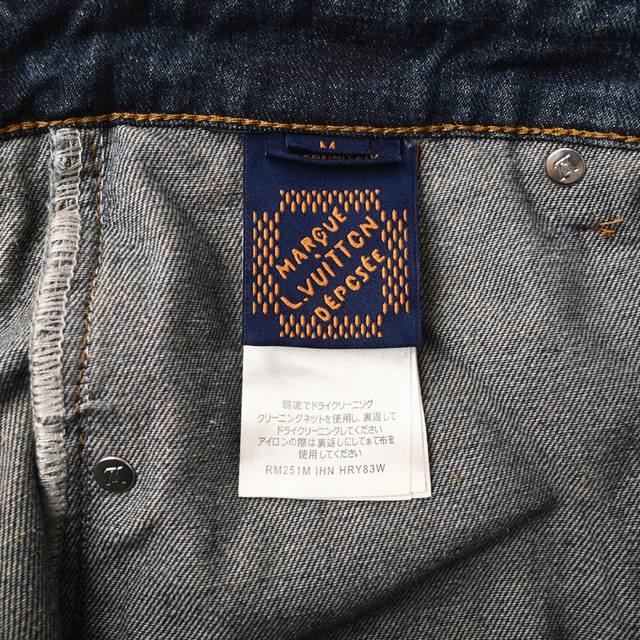 M
MARQUE
L.VUITTON
DÉPOSÉE
弱流でドライクリーニソグ
クリーニングネットを使用し、裏返して
ドライクリーニングしてください
アイロンの際は裏返しにしてぁて布を
使用してください
RM251M IHN HRY83W